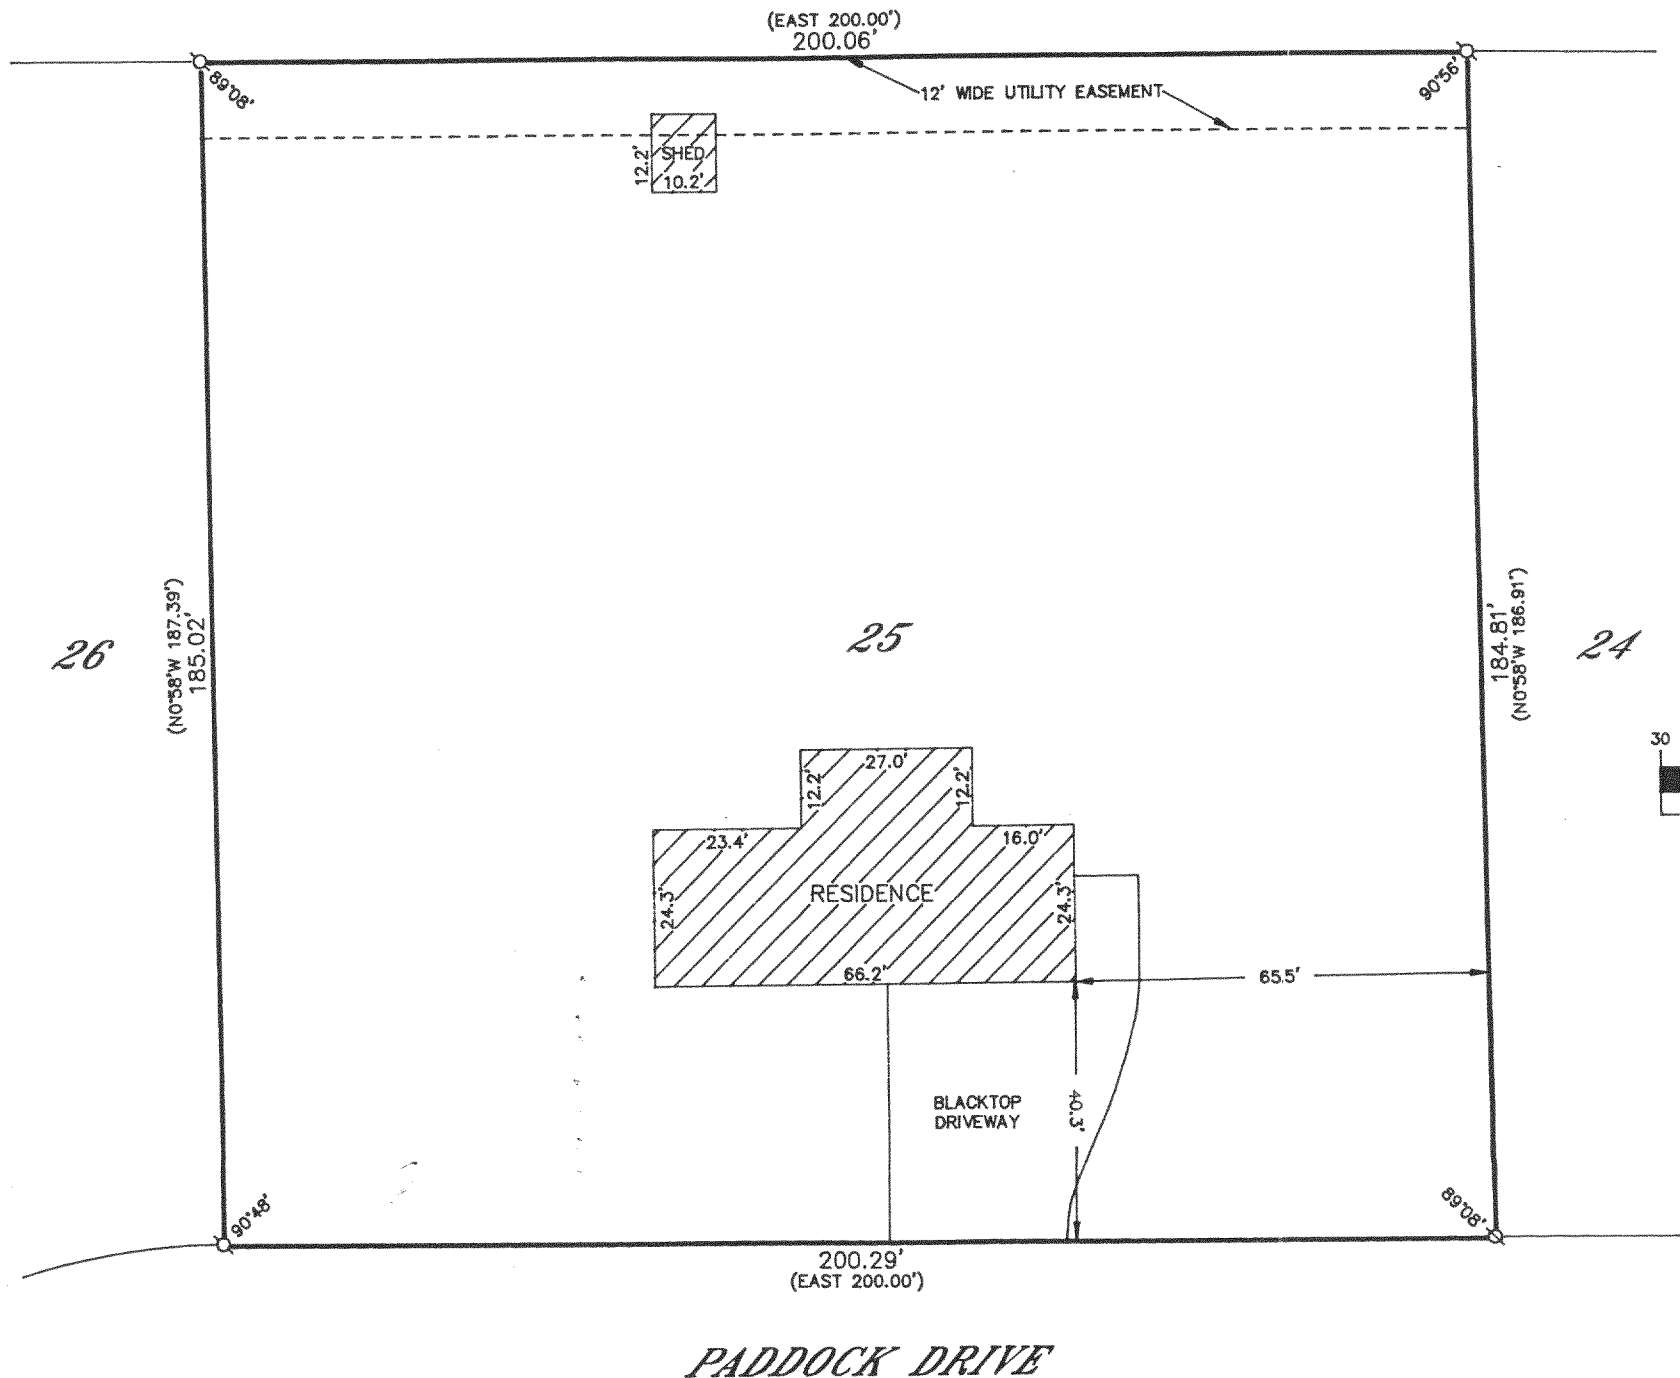 (EAST 200.00')
200.06'
89°08'
90°56'
12' WIDE UTILITY EASEMENT
SHED
12.2'
10.2'
(N0°58'W 187.39')
185.02'
26
25
184.81'
(N0°58'W 186.91')
24
30
27.0'
12.2'
12.2'
23.4'
16.0'
RESIDENCE
24.3'
24.3'
66.2'
65.5'
BLACKTOP
DRIVEWAY
40.3'
90°48'
89°08'
200.29'
(EAST 200.00')
PADDOCK DRIVE